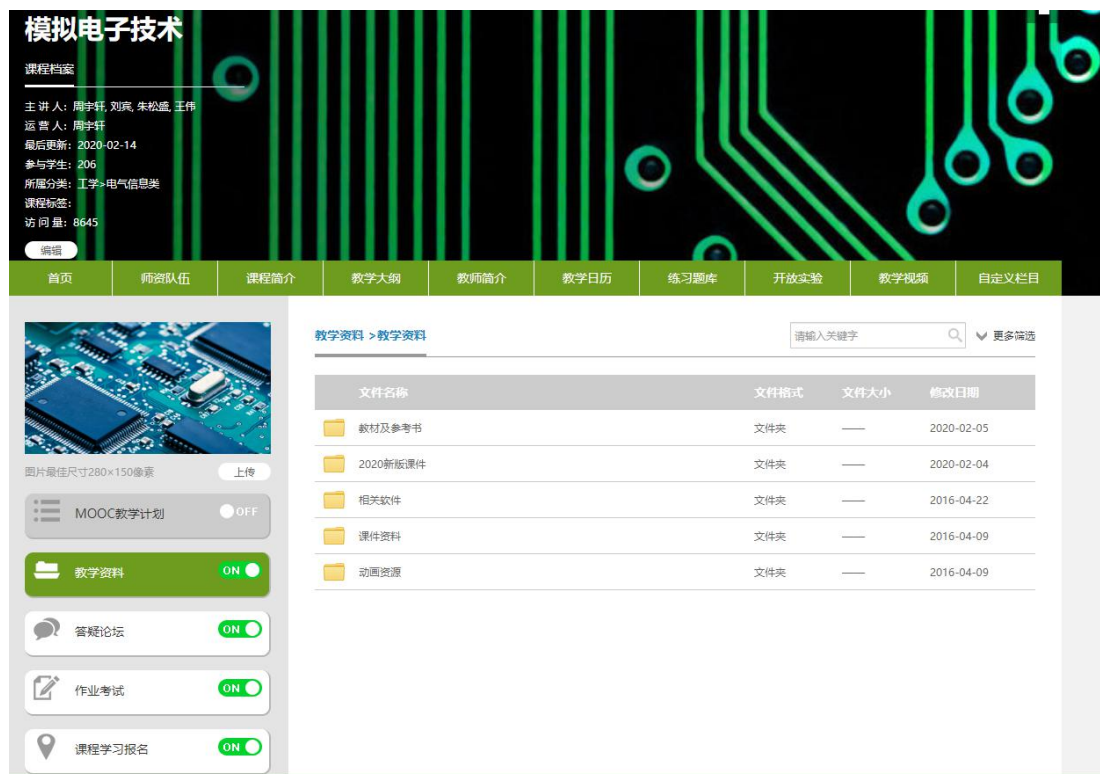 模拟电子技术
课程档案
主 讲 人: 周宇轩, 刘宾, 朱松盛, 王伟
运 营 人: 周宇轩
最后更新: 2020-02-14
参与学生: 206
所属分类: 工学>电气信息类
课程标签:
访 问 量: 8645
编辑
首页 师资队伍 课程简介 教学大纲 教师简介 教学日历 练习题库 开放实验 教学视频 自定义栏目
教学资料 >教学资料 请输入关键字 更多筛选
文件名称 文件格式 文件大小 修改日期
教材及参考书 文件夹 —— 2020-02-05
2020新版课件 文件夹 —— 2020-02-04
相关软件 文件夹 —— 2016-04-22
课件资料 文件夹 —— 2016-04-09
动画资源 文件夹 —— 2016-04-09
图片最佳尺寸280×150像素 上传
MOOC教学计划 OFF
教学资料 ON
答疑论坛 ON
作业考试 ON
课程学习报名 ON